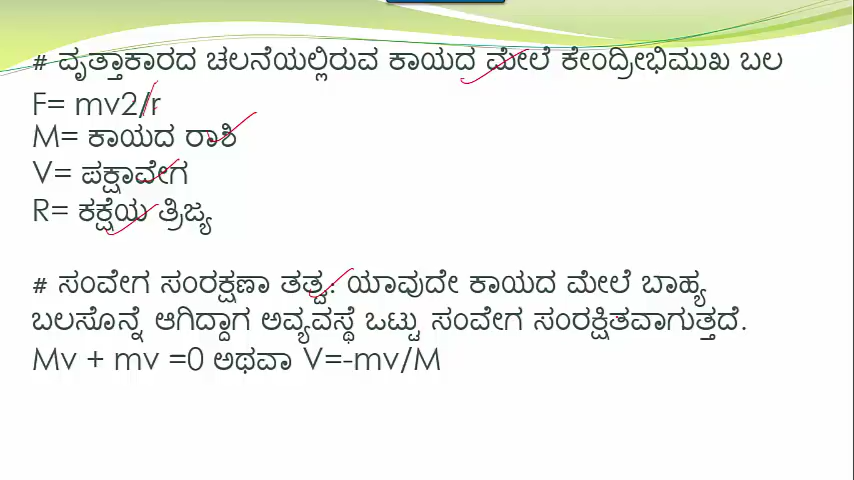 # ವೃತ್ತಾಕಾರದ ಚಲನೆಯಲ್ಲಿರುವ ಕಾಯದ ಮೇಲೆ ಕೇಂದ್ರೀಭಿಮುಖ ಬಲ
F= mv2/r
M= ಕಾಯದ ರಾಶಿ
V= ಪಕ್ಷಾವೇಗ
R= ಕಕ್ಷೆಯ ತ್ರಿಜ್ಯ
# ಸಂವೇಗ ಸಂರಕ್ಷಣಾ ತತ್ವ: ಯಾವುದೇ ಕಾಯದ ಮೇಲೆ ಬಾಹ್ಯ
ಬಲಸೊನ್ನೆ ಆಗಿದ್ದಾಗ ಅವ್ಯವಸ್ಥೆ ಒಟ್ಟು ಸಂವೇಗ ಸಂರಕ್ಷಿತವಾಗುತ್ತದೆ.
Mv + mv =0 ಅಥವಾ V=-mv/M